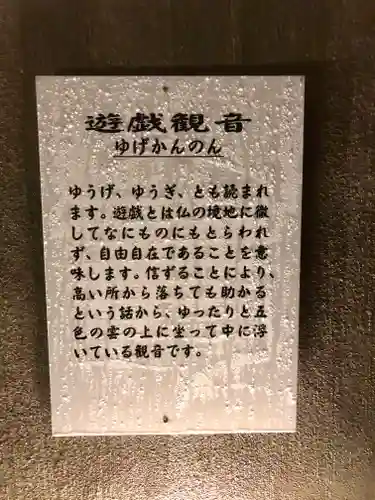 遊戯観音
ゆげかんのん
ゆうげ、ゆうぎ、とも読まれ
ます。遊戯とは仏の境地に徹
してなにものにもとらわれ
ず、自由自在であることを意
味します。信ずることにより、
高い所から落ちても助かる
という話から、ゆったりと五
色の雲の上に坐って中に浮
いている観音です。